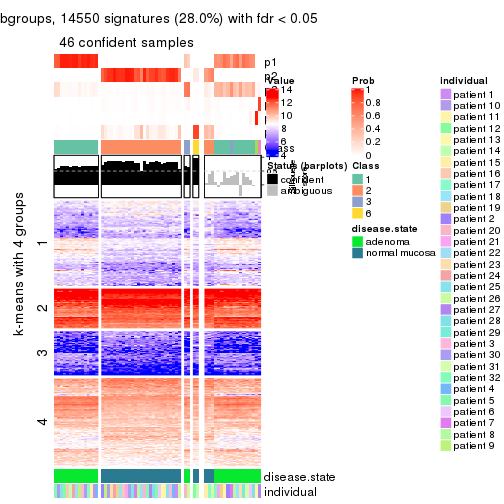 bgroups, 14550 signatures (28.0%) with fdr < 0.05
46 confident samples
p1
p2
Value
14
12
10
8
6
4
Prob
1
0.8
0.6
0.4
0.2
0
Status (barplots)
confident
ambiguous
Class
1
2
3
6
disease.state
adenoma
normal mucosa
individual
patient 1
patient 10
patient 11
patient 12
patient 13
patient 14
patient 15
patient 16
patient 17
patient 18
patient 19
patient 2
patient 20
patient 21
patient 22
patient 23
patient 24
patient 25
patient 26
patient 27
patient 28
patient 29
patient 3
patient 30
patient 31
patient 32
patient 4
patient 5
patient 6
patient 7
patient 8
patient 9
k-means with 4 groups
1
2
3
4
disease.state
individual